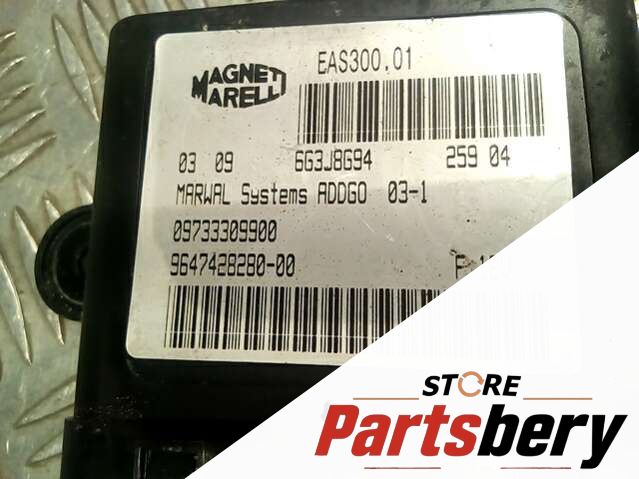 MAGNETI MARELLI
EAS300.01
03 09 6G3J8G94 259 04
MARWAL Systems ADDGO 03-1
09733309900
9647428280-00
STORE
Partsbery